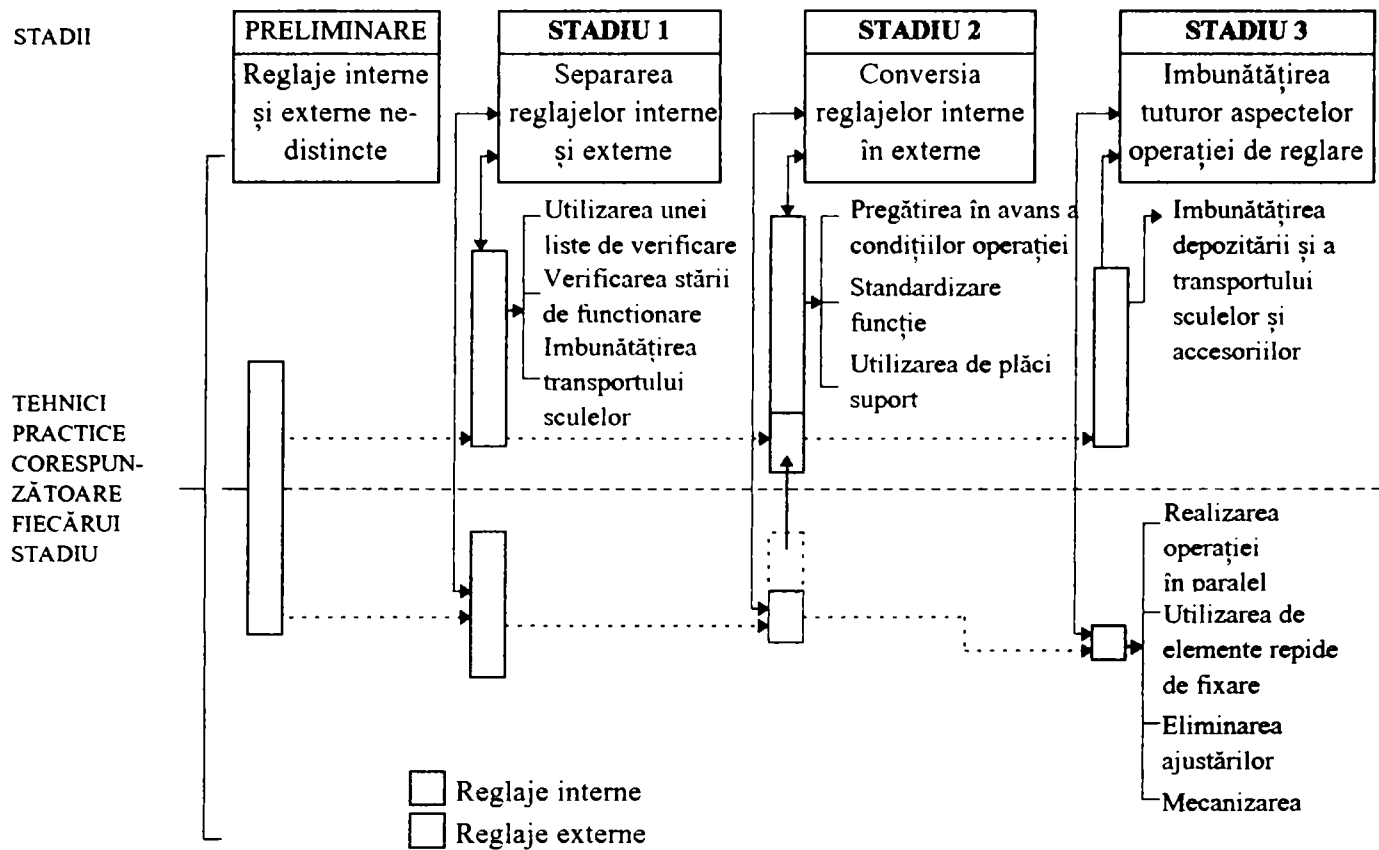 STADII
PRELIMINARE
Reglaje interne
și externe ne-
distincte
STADIU 1
Separarea
reglajelor interne
și externe
STADIU 2
Conversia
reglajelor interne
în externe
STADIU 3
Imbunătățirea
tuturor aspectelor
operației de reglare
Utilizarea unei
liste de verificare
Verificarea stării
de functionare
Imbunătățirea
transportului
sculelor
Pregătirea în avans a
condițiilor operației
Standardizare
funcție
Utilizarea de plăci
suport
Imbunătățirea
depozitării și a
transportului
sculelor și
accesoriilor
TEHNICI
PRACTICE
CORESPUN-
ZĂTOARE
FIECĂRUI
STADIU
Realizarea
operației
în paralel
Utilizarea de
elemente repide
de fixare
Eliminarea
ajustărilor
Mecanizarea
Reglaje interne
Reglaje externe